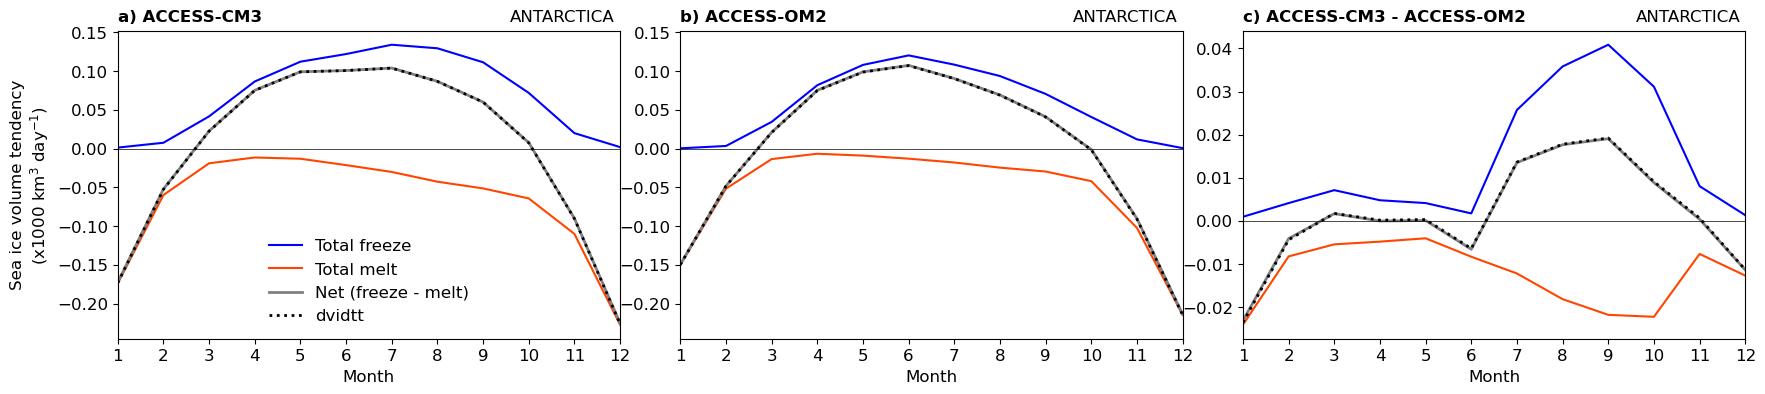 a) ACCESS-CM3 ANTARCTICA
b) ACCESS-OM2 ANTARCTICA
c) ACCESS-CM3 - ACCESS-OM2 ANTARCTICA
Sea ice volume tendency
(x1000 km³ day⁻¹)
0.15
0.10
0.05
0.00
−0.05
−0.10
−0.15
−0.20
Total freeze
Total melt
Net (freeze - melt)
dvidtt
1 2 3 4 5 6 7 8 9 10 11 12
Month
0.15
0.10
0.05
0.00
−0.05
−0.10
−0.15
−0.20
1 2 3 4 5 6 7 8 9 10 11 12
Month
0.04
0.03
0.02
0.01
0.00
−0.01
−0.02
1 2 3 4 5 6 7 8 9 10 11 12
Month